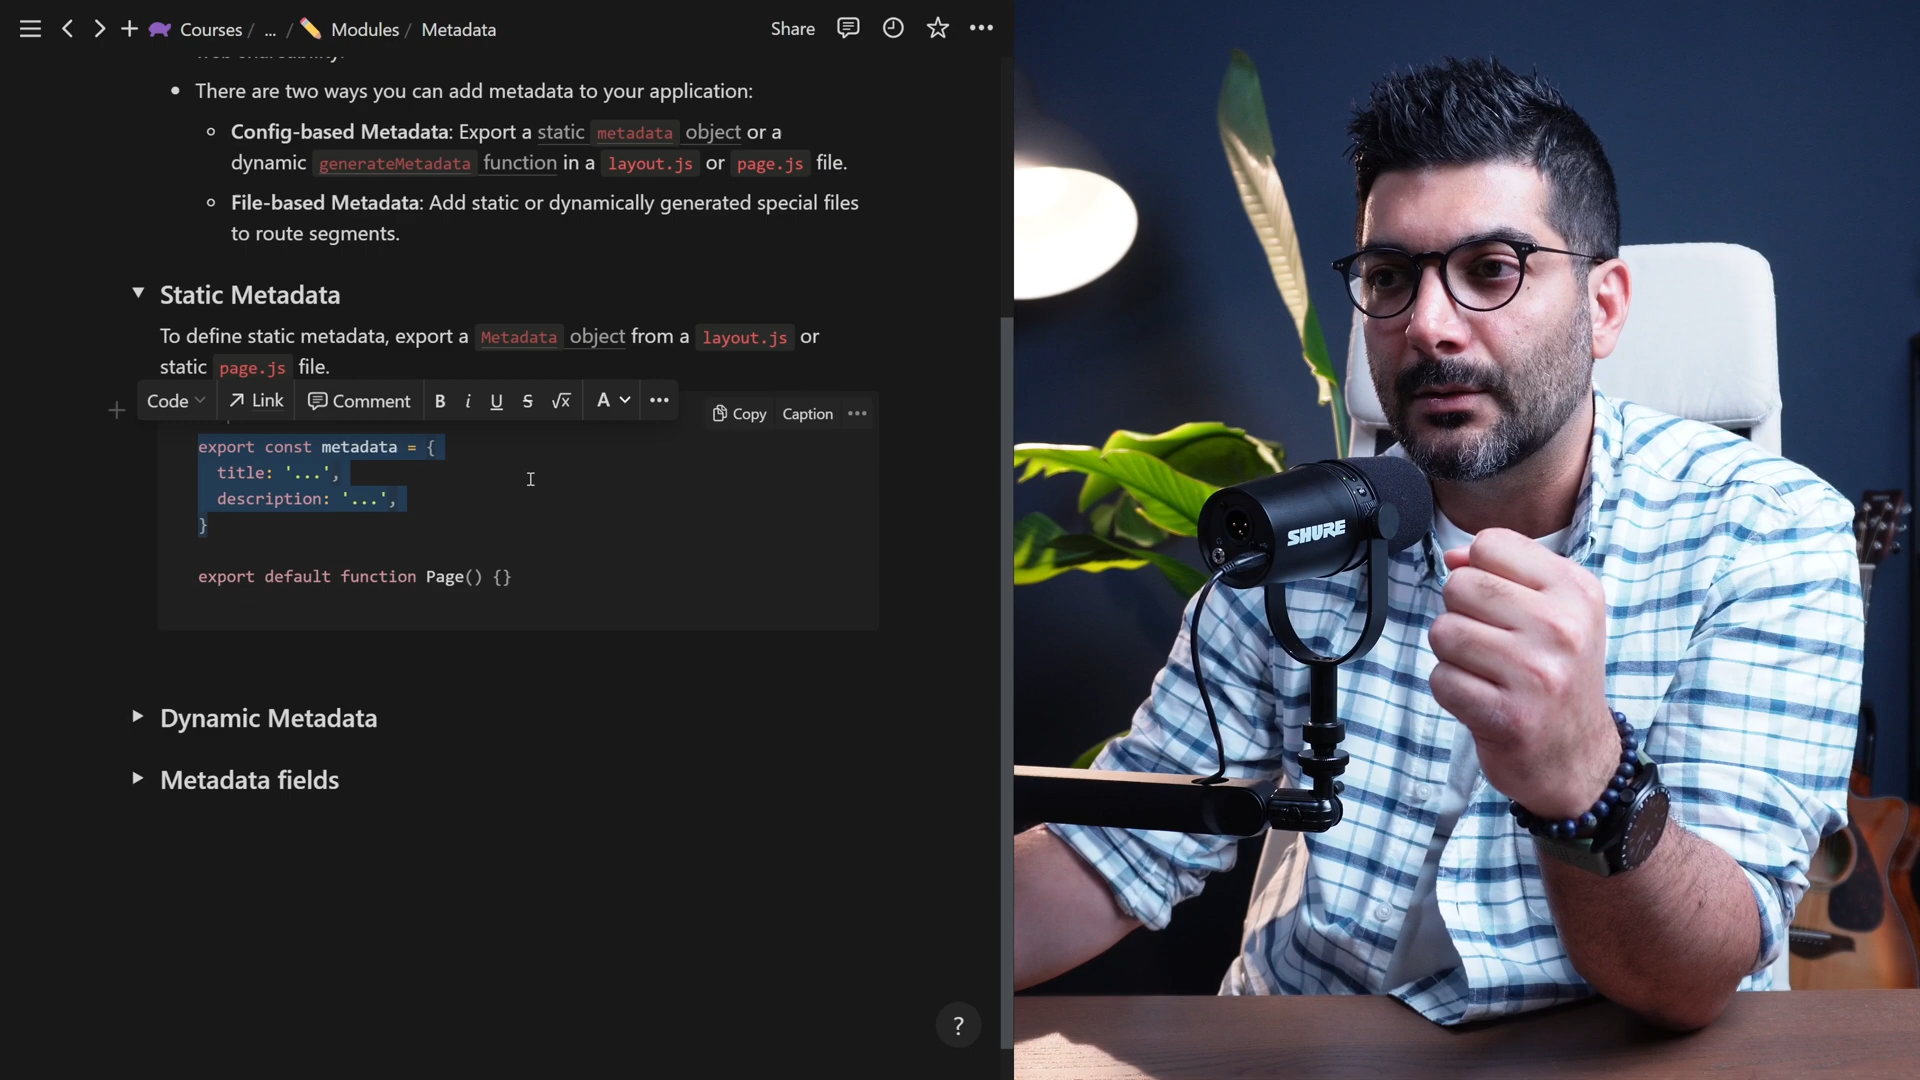 Courses / ... / Modules / Metadata
Share
web shareability.
There are two ways you can add metadata to your application:
Config-based Metadata: Export a static metadata object or a
dynamic generateMetadata function in a layout.js or page.js file.
File-based Metadata: Add static or dynamically generated special files
to route segments.
Static Metadata
To define static metadata, export a Metadata object from a layout.js or
static page.js file.
Code Link Comment B i U S √x A
Copy Caption
export const metadata = {
title: '...',
description: '...',
}
export default function Page() {}
Dynamic Metadata
Metadata fields
?
SHURE